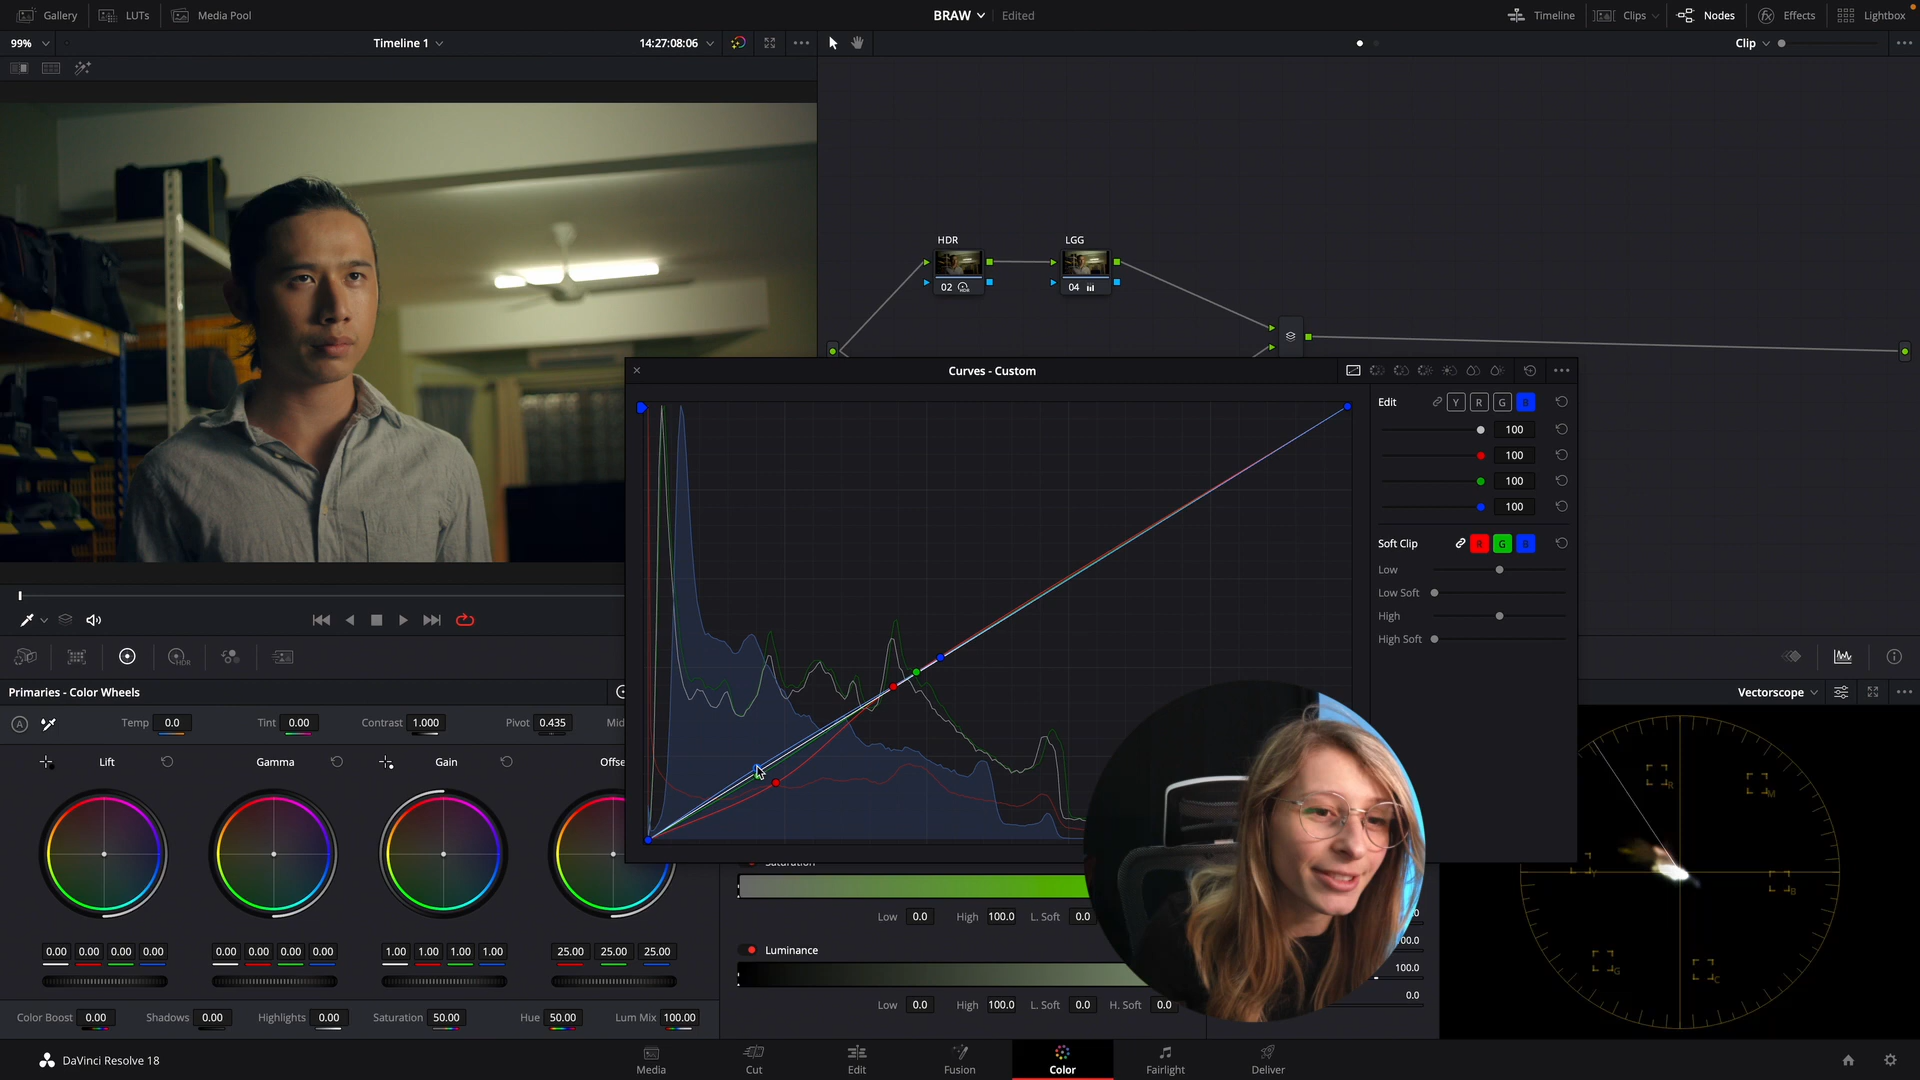 Gallery LUTs Media Pool BRAW Edited Timeline Clips Nodes Effects Lightbox
99% Timeline 1 14:27:08:06 Clip
HDR LGG
02 HDR 04
Curves - Custom
Edit Y R G B
100
100
100
100
Soft Clip R G B
Low
Low Soft
High
High Soft
HDR
Primaries - Color Wheels
Vectorscope
A Temp 0.0 Tint 0.00 Contrast 1.000 Pivot 0.435 Mid
Lift Gamma Gain Offse
R M
Y B
G C
Saturation
Low 0.0 High 100.0 L. Soft 0.0
0.00 0.00 0.00 0.00 0.00 0.00 0.00 0.00 1.00 1.00 1.00 1.00 25.00 25.00 25.00
Luminance
100.0
Low 0.0 High 100.0 L. Soft 0.0 H. Soft 0.0
0.0
Color Boost 0.00 Shadows 0.00 Highlights 0.00 Saturation 50.00 Hue 50.00 Lum Mix 100.00
DaVinci Resolve 18 Media Cut Edit Fusion Color Fairlight Deliver